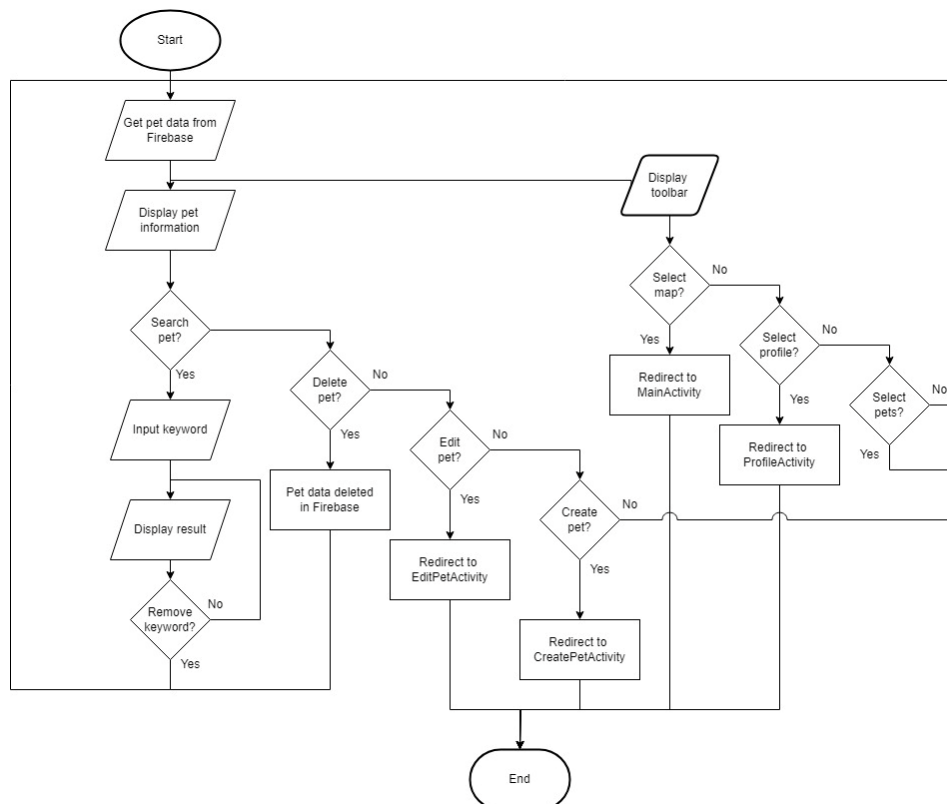 Start
Get pet data from
Firebase
Display
toolbar
Display pet
information
Select
map?
No
Search
pet?
Select
profile?
No
Yes
Delete
pet?
No
Yes
Redirect to
MainActivity
Select
pets?
No
Yes
Yes
Input keyword
Edit
pet?
No
Yes
Redirect to
ProfileActivity
Yes
Pet data deleted
in Firebase
Yes
Create
pet?
No
Display result
Redirect to
EditPetActivity
Yes
Remove
keyword?
No
Yes
Redirect to
CreatePetActivity
End